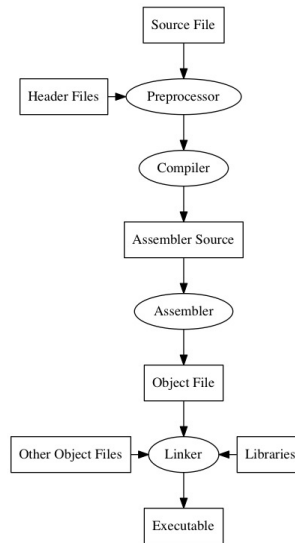 Source File
Header Files
Preprocessor
Compiler
Assembler Source
Assembler
Object File
Other Object Files
Linker
Libraries
Executable